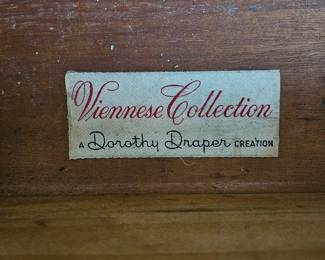 Viennese Collection
A Dorothy Draper CREATION